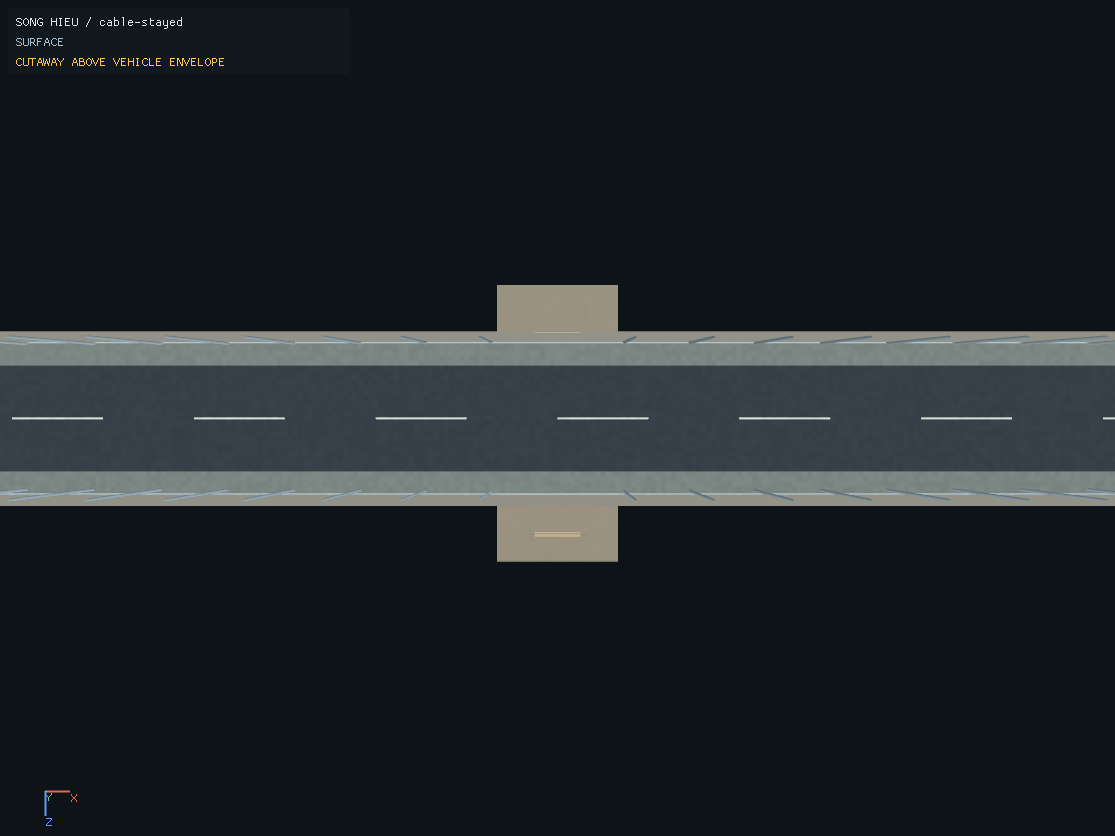 SONG HIEU / cable-stayed
SURFACE
CUTAWAY ABOVE VEHICLE ENVELOPE
Y X
Z